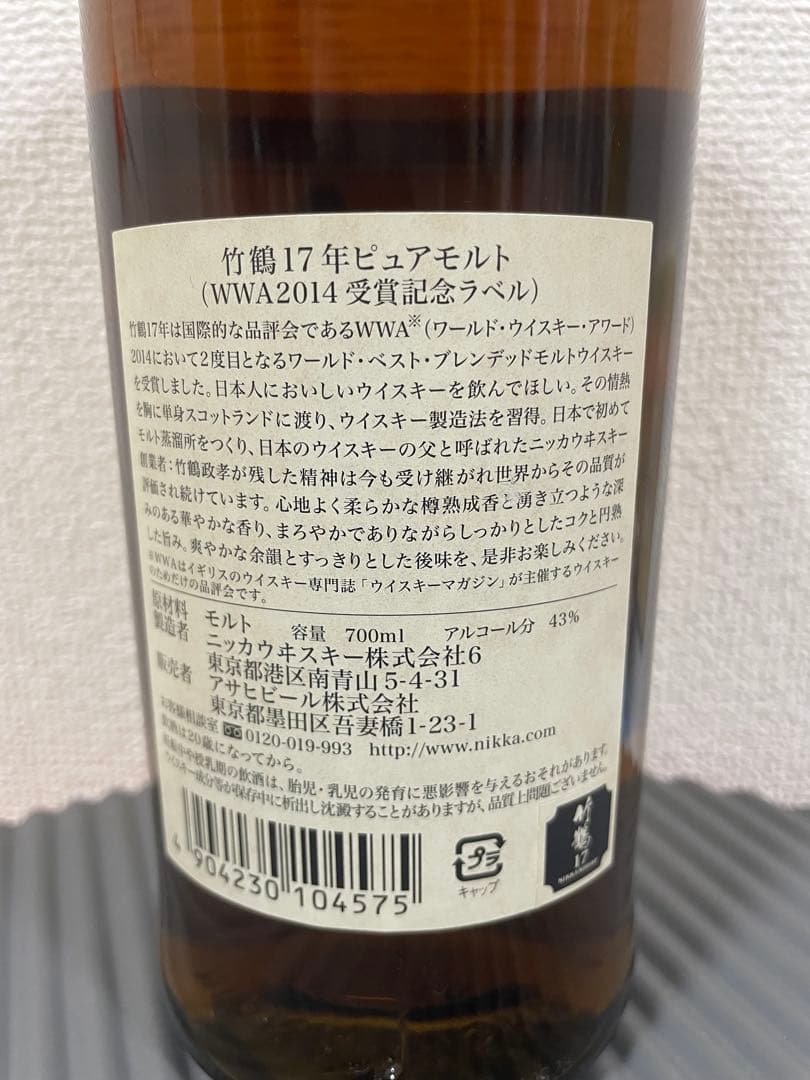 竹鶴17年ピュアモルト
(WWA2014 受賞記念ラベル)
竹鶴17年は国際的な品評会であるWWA※(ワールド・ウイスキー・アワード)
2014において2度目となるワールド・ベスト・ブレンデッドモルトウイスキー
を受賞しました。日本人においしいウイスキーを飲んでほしい。その情熱
を胸に単身スコットランドに渡り、ウイスキー製造法を習得。日本で初めて
モルト蒸溜所をつくり、日本のウイスキーの父と呼ばれたニッカウヰスキー
創業者:竹鶴政孝が残した精神は今も受け継がれ世界からその品質が
評価され続けています。心地よく柔らかな樽熟成香と湧き立つような深
みのある華やかな香り、まろやかでありながらしっかりとしたコクと円熟
した旨み。爽やかな余韻とすっきりとした後味を、是非お楽しみください。
※WWAはイギリスのウイスキー専門誌「ウイスキーマガジン」が主催するウイスキー
のためだけの品評会です。
原材料 モルト 容量 700ml アルコール分 43%
製造者 ニッカウヰスキー株式会社6
東京都港区南青山5-4-31
販売者 アサヒビール株式会社
東京都墨田区吾妻橋1-23-1
お客様相談室 0120-019-993 http://www.nikka.com
飲酒は20歳になってから。
妊娠中や授乳期の飲酒は、胎児・乳児の発育に悪影響を与えるおそれがあります。
ウイスキー成分等が保存中に析出し沈澱することがありますが、品質上問題ございません。
4 904230 104575
プラ
キャップ
竹鶴
17